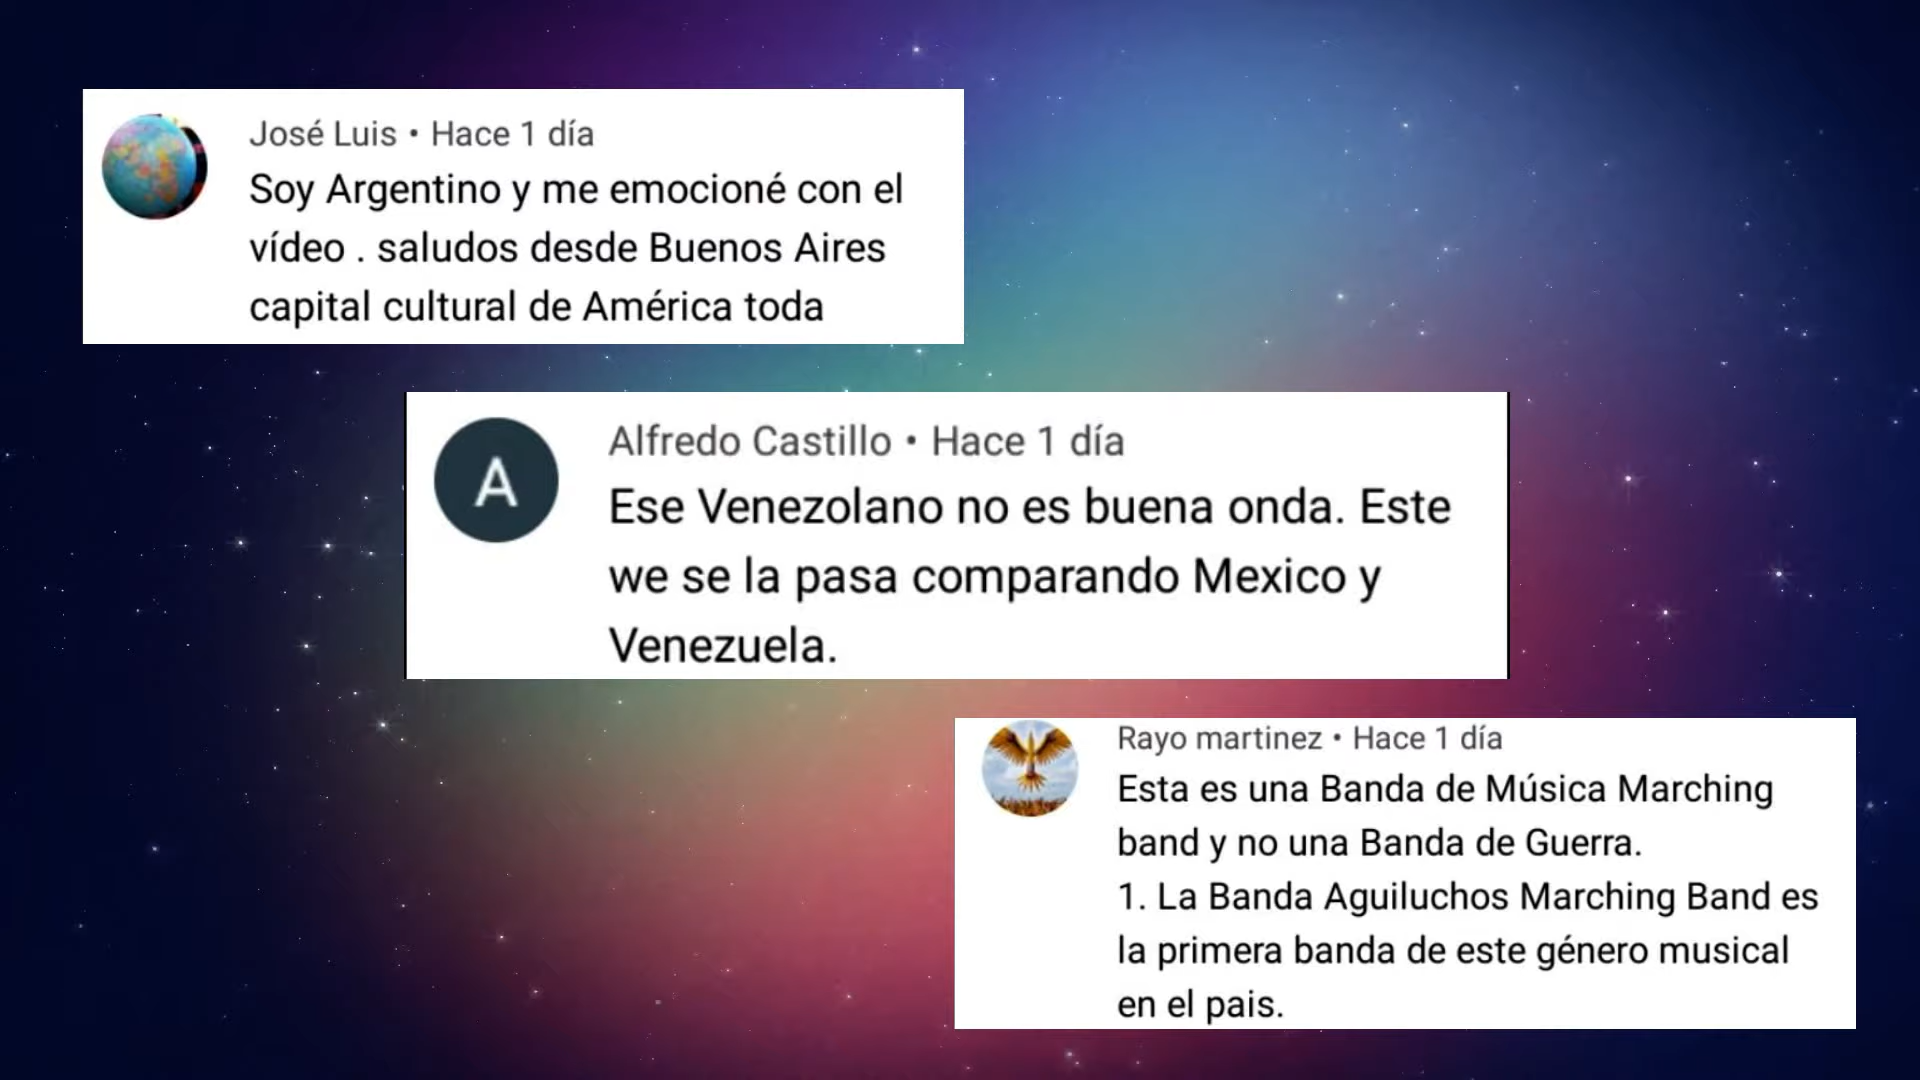 José Luis • Hace 1 día
Soy Argentino y me emocioné con el
vídeo . saludos desde Buenos Aires
capital cultural de América toda
A
Alfredo Castillo • Hace 1 día
Ese Venezolano no es buena onda. Este
we se la pasa comparando Mexico y
Venezuela.
Rayo martinez • Hace 1 día
Esta es una Banda de Música Marching
band y no una Banda de Guerra.
1. La Banda Aguiluchos Marching Band es
la primera banda de este género musical
en el pais.